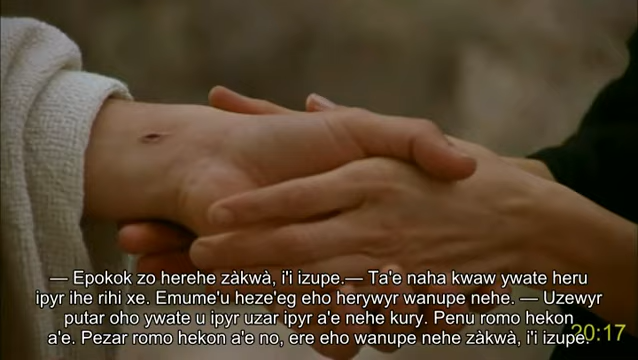 — Epokok zo herehe zàkwà, i'i izupe.— Ta'e naha kwaw ywate heru
ipyr ihe rihi xe. Emume'u heze'eg eho herywyr wanupe nehe. — Uzewyr
putar oho ywate u ipyr uzar ipyr a'e nehe kury. Penu romo hekon
a'e. Pezar romo hekon a'e no, ere eho wanupe nehe zàkwà, i'i izupe.
20:17